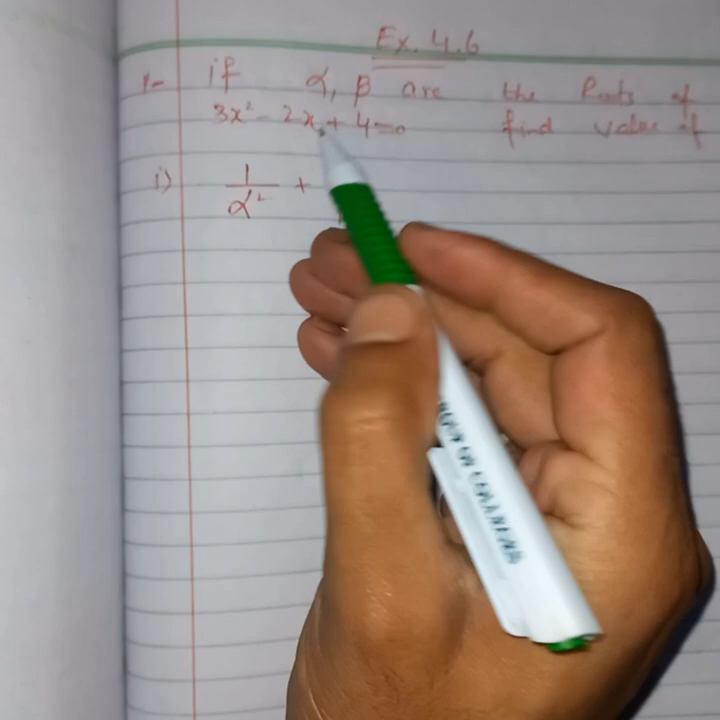 Ex. 4.6
1- if α, β are the Roots of
3x² - 2x + 4 = 0 find value of
i) 1/α² +